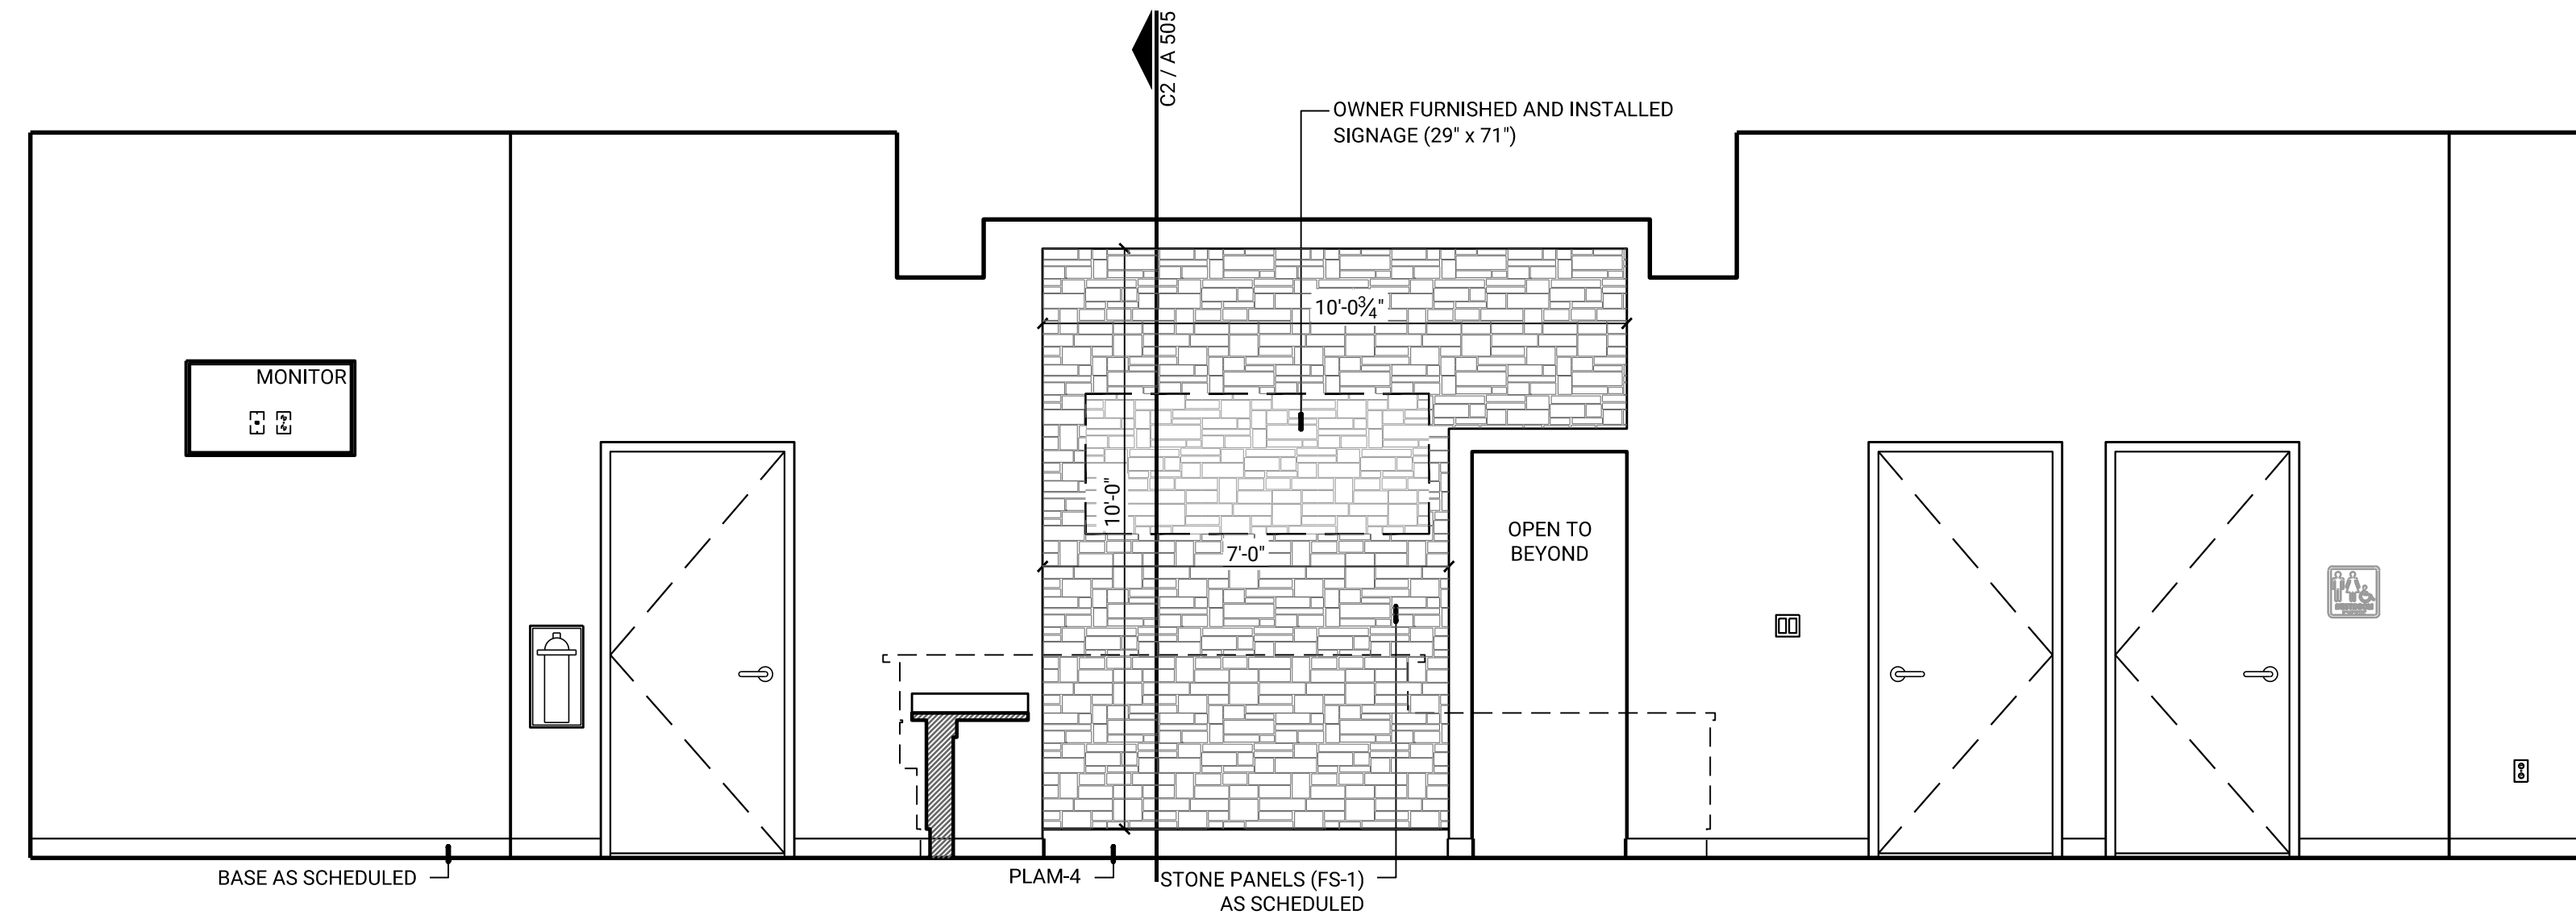 C2 / A 505
OWNER FURNISHED AND INSTALLED
SIGNAGE (29" x 71")
10'-0¾"
MONITOR
10'-0"
OPEN TO
BEYOND
7'-0"
BASE AS SCHEDULED
PLAM-4
STONE PANELS (FS-1)
AS SCHEDULED